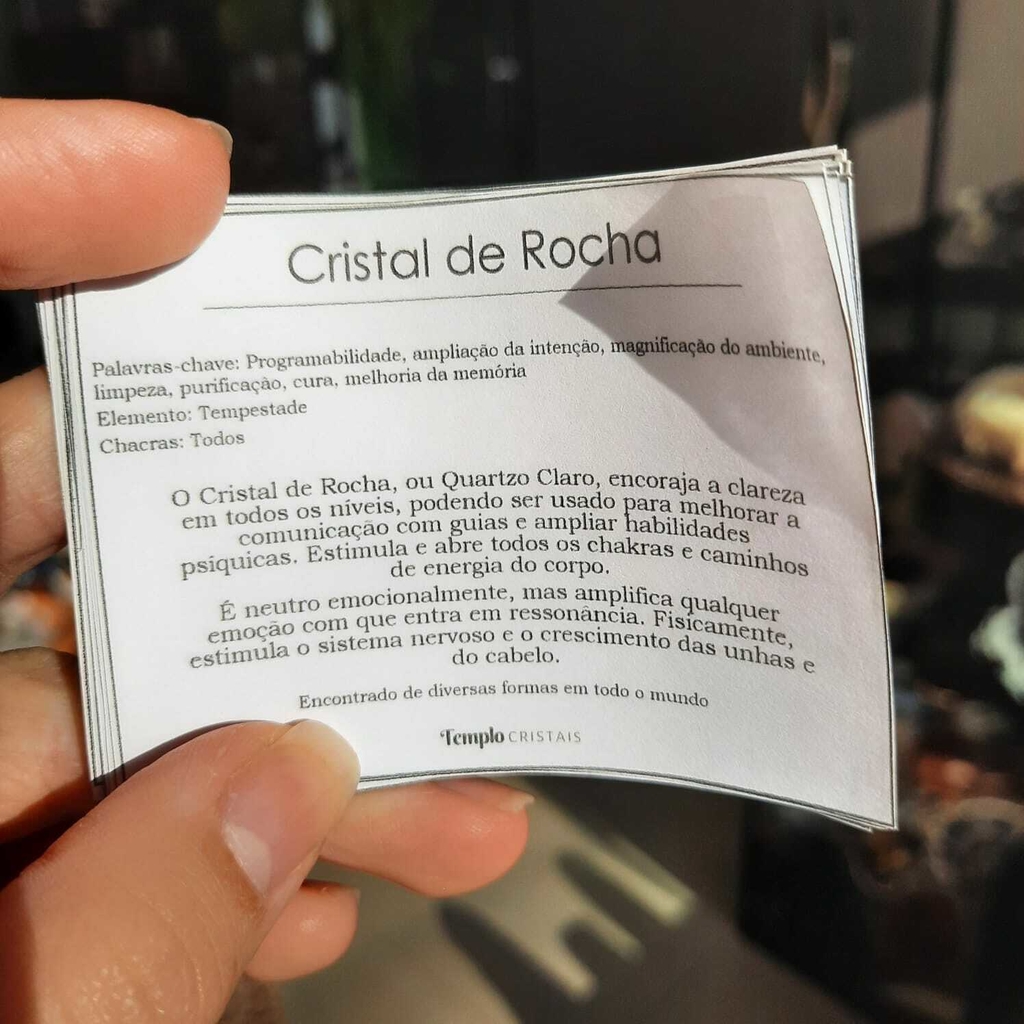 Cristal de Rocha
Palavras-chave: Programabilidade, ampliação da intenção, magnificação do ambiente,
limpeza, purificação, cura, melhoria da memória
Elemento: Tempestade
Chacras: Todos
O Cristal de Rocha, ou Quartzo Claro, encoraja a clareza
em todos os níveis, podendo ser usado para melhorar a
comunicação com guias e ampliar habilidades
psíquicas. Estimula e abre todos os chakras e caminhos
de energia do corpo.
É neutro emocionalmente, mas amplifica qualquer
emoção com que entra em ressonância. Fisicamente,
estimula o sistema nervoso e o crescimento das unhas e
do cabelo.
Encontrado de diversas formas em todo o mundo
Templo CRISTAIS